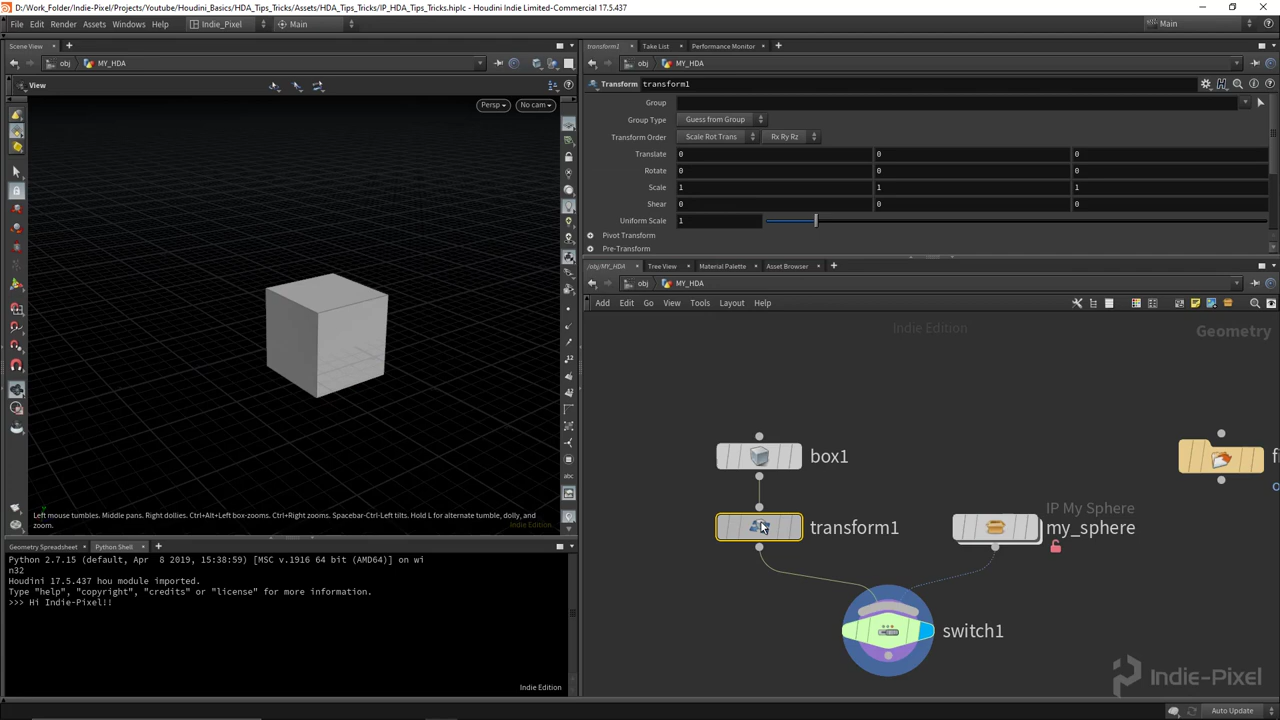 D:/Work_Folder/Indie-Pixel/Projects/Youtube/Houdini_Basics/HDA_Tips_Tricks/Assets/HDA_Tips_Tricks/IP_HDA_Tips_Tricks.hiplc - Houdini Indie Limited-Commercial 17.5.437
File Edit Render Assets Windows Help Indie_Pixel Main Main
Scene View
obj MY_HDA
View
Persp No cam
Left mouse tumbles. Middle pans. Right dollies. Ctrl+Alt+Left box-zooms. Ctrl+Right zooms. Spacebar-Ctrl-Left tilts. Hold L for alternate tumble, dolly, and
zoom.
Indie Edition
Geometry Spreadsheet Python Shell
Python 2.7.15 (default, Apr  8 2019, 15:38:59) [MSC v.1916 64 bit (AMD64)] on wi
n32
Houdini 17.5.437 hou module imported.
Type "help", "copyright", "credits" or "license" for more information.
>>> Hi Indie-Pixel!!
Indie Edition
transform1 Take List Performance Monitor
obj MY_HDA
Transform transform1
Group
Group Type Guess from Group
Transform Order Scale Rot Trans Rx Ry Rz
Translate 0 0 0
Rotate 0 0 0
Scale 1 1 1
Shear 0 0 0
Uniform Scale 1
Pivot Transform
Pre-Transform
/obj/MY_HDA Tree View Material Palette Asset Browser
obj MY_HDA
Add Edit Go View Tools Layout Help
Indie Edition
Geometry
box1
transform1
IP My Sphere
my_sphere
switch1
Indie-Pixel
Auto Update